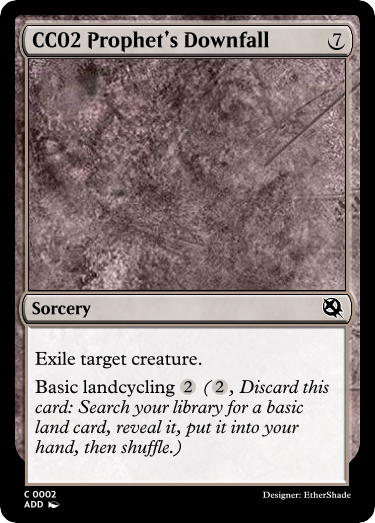 CC02 Prophet's Downfall 7
Sorcery
Exile target creature.
Basic landcycling 2 (2, Discard this
card: Search your library for a basic
land card, reveal it, put it into your
hand, then shuffle.)
C 0002
ADD
Designer: EtherShade